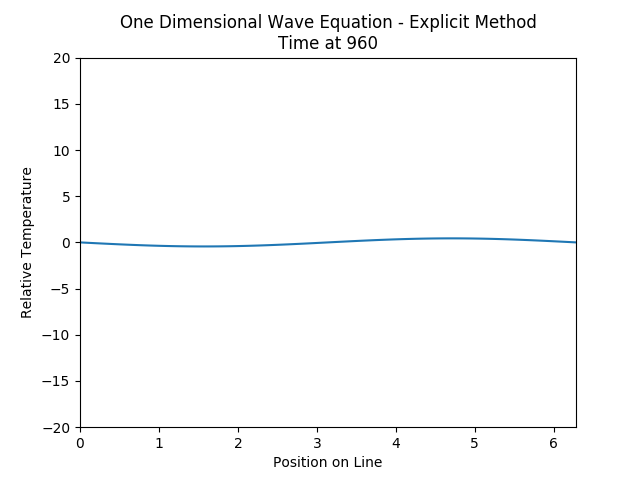 One Dimensional Wave Equation - Explicit Method
Time at 960
20
15
10
5
0
−5
−10
−15
−20
Relative Temperature
0 1 2 3 4 5 6
Position on Line